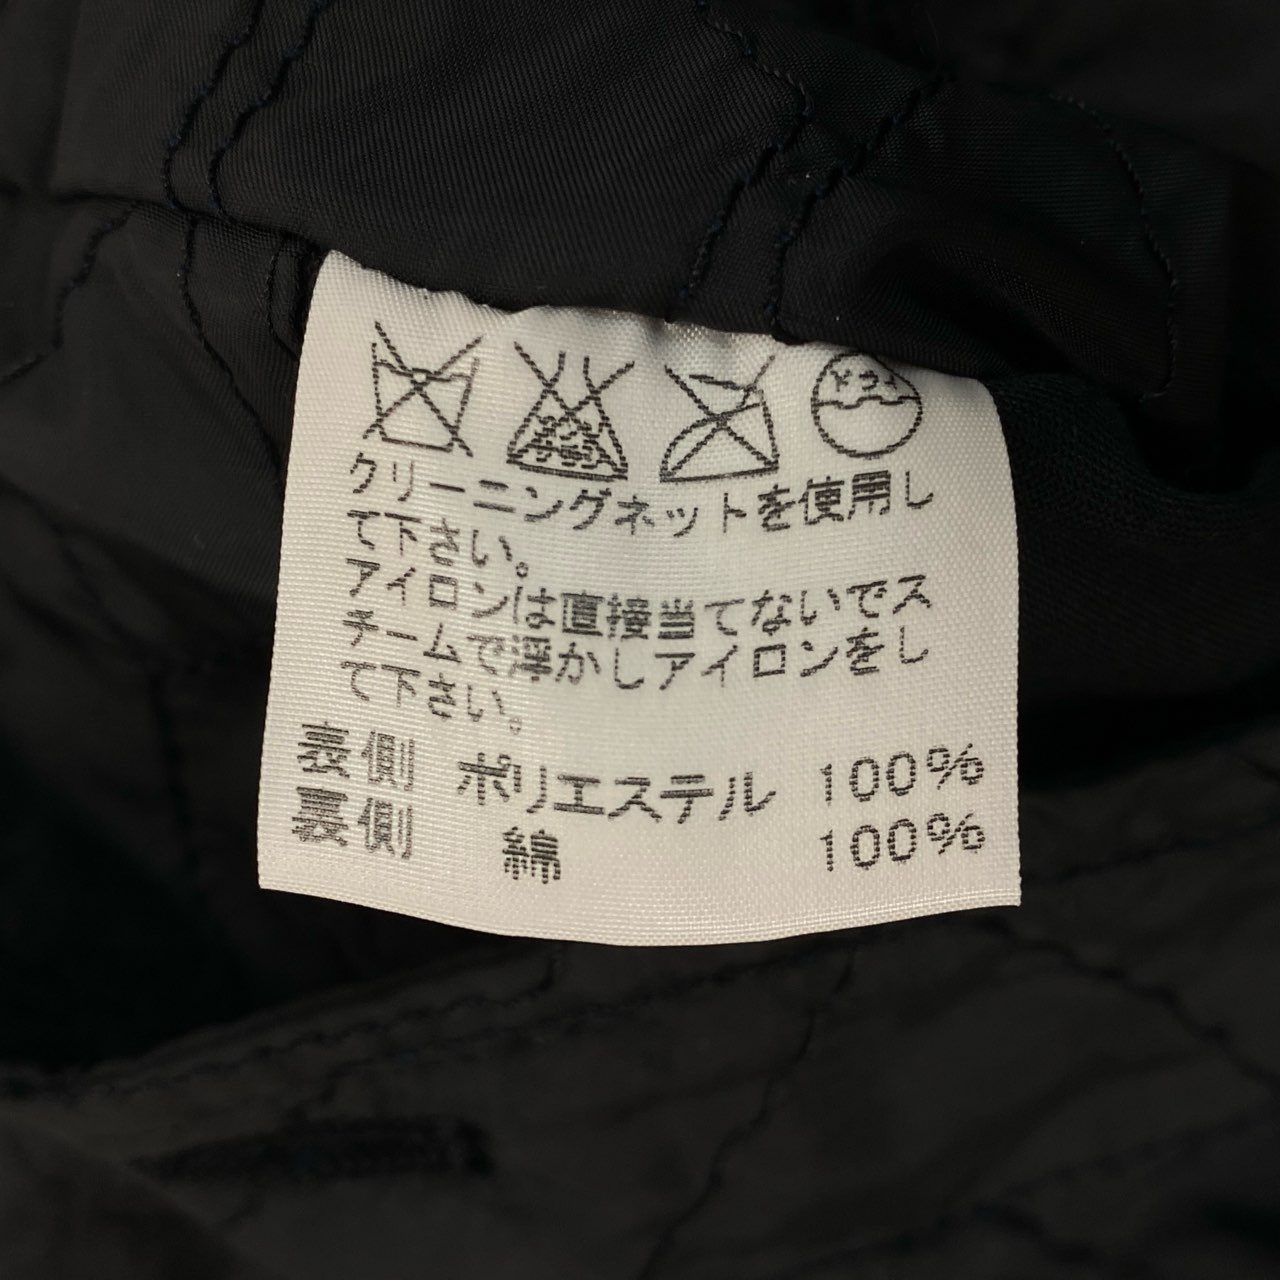 ドライ
クリーニングネットを使用し
て下さい。
アイロンは直接当てないでス
チームで浮かしアイロンをし
て下さい。
表側 ポリエステル 100%
裏側 綿 100%